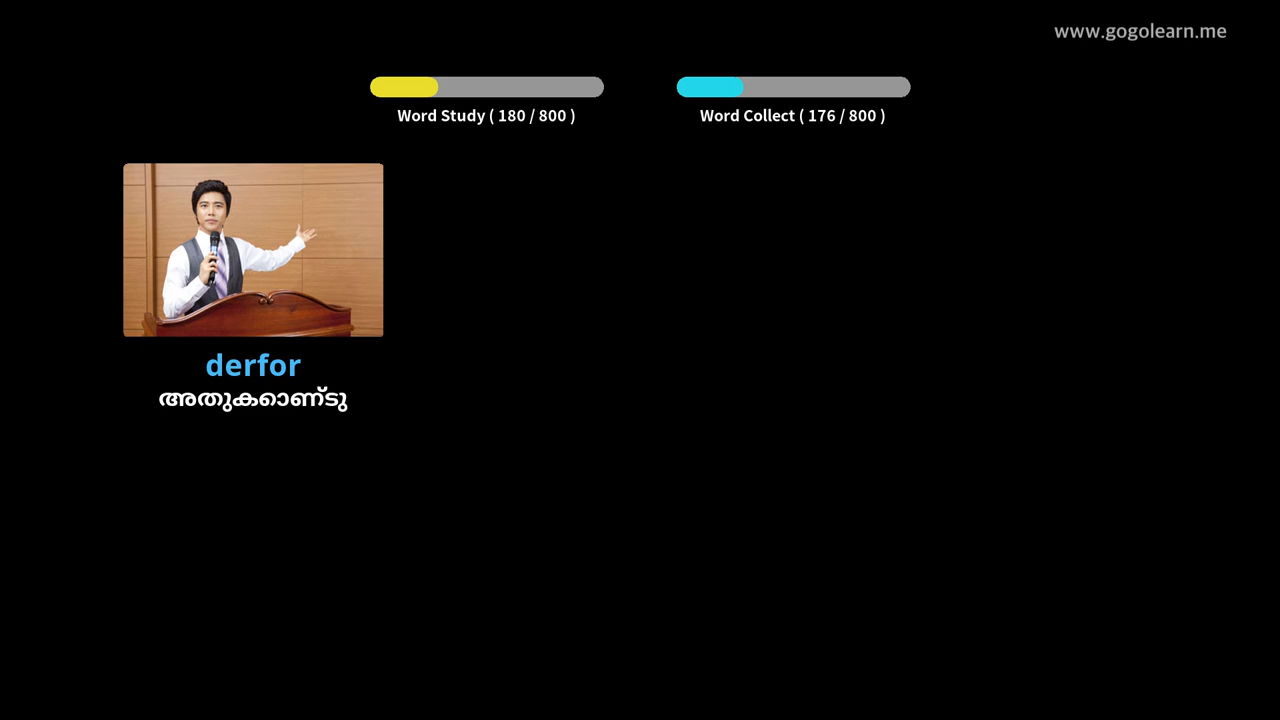 www.gogolearn.me
Word Study ( 180 / 800 )
Word Collect ( 176 / 800 )
derfor
അതുകൊണ്ടു